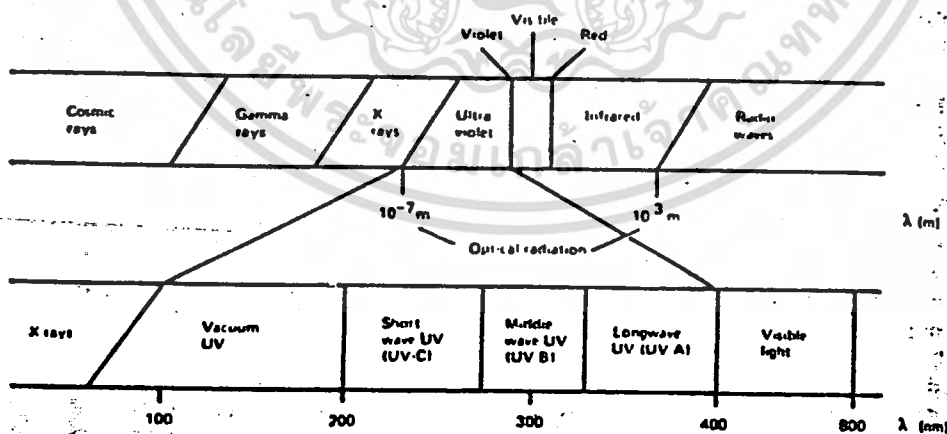 Visible
Violet
Red
Cosmic
rays
Gamma
rays
X
rays
Ultra
violet
Infrared
Radio
waves
10⁻⁷ m
10³ m
Optical radiation
λ (m)
X rays
Vacuum
UV
Short
wave UV
(UV-C)
Middle
wave UV
(UV B)
Longwave
UV (UV A)
Visible
light
100
200
300
400
800
λ (nm)